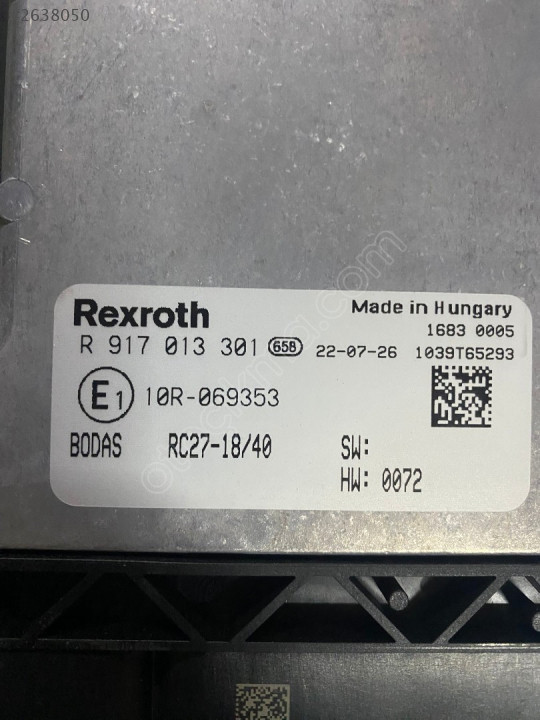 2638050
Rexroth
Made in Hungary
1683 0005
R 917 013 301 658 22-07-26 1039T65293
E1 10R-069353
BODAS RC27-18/40 SW:
HW: 0072